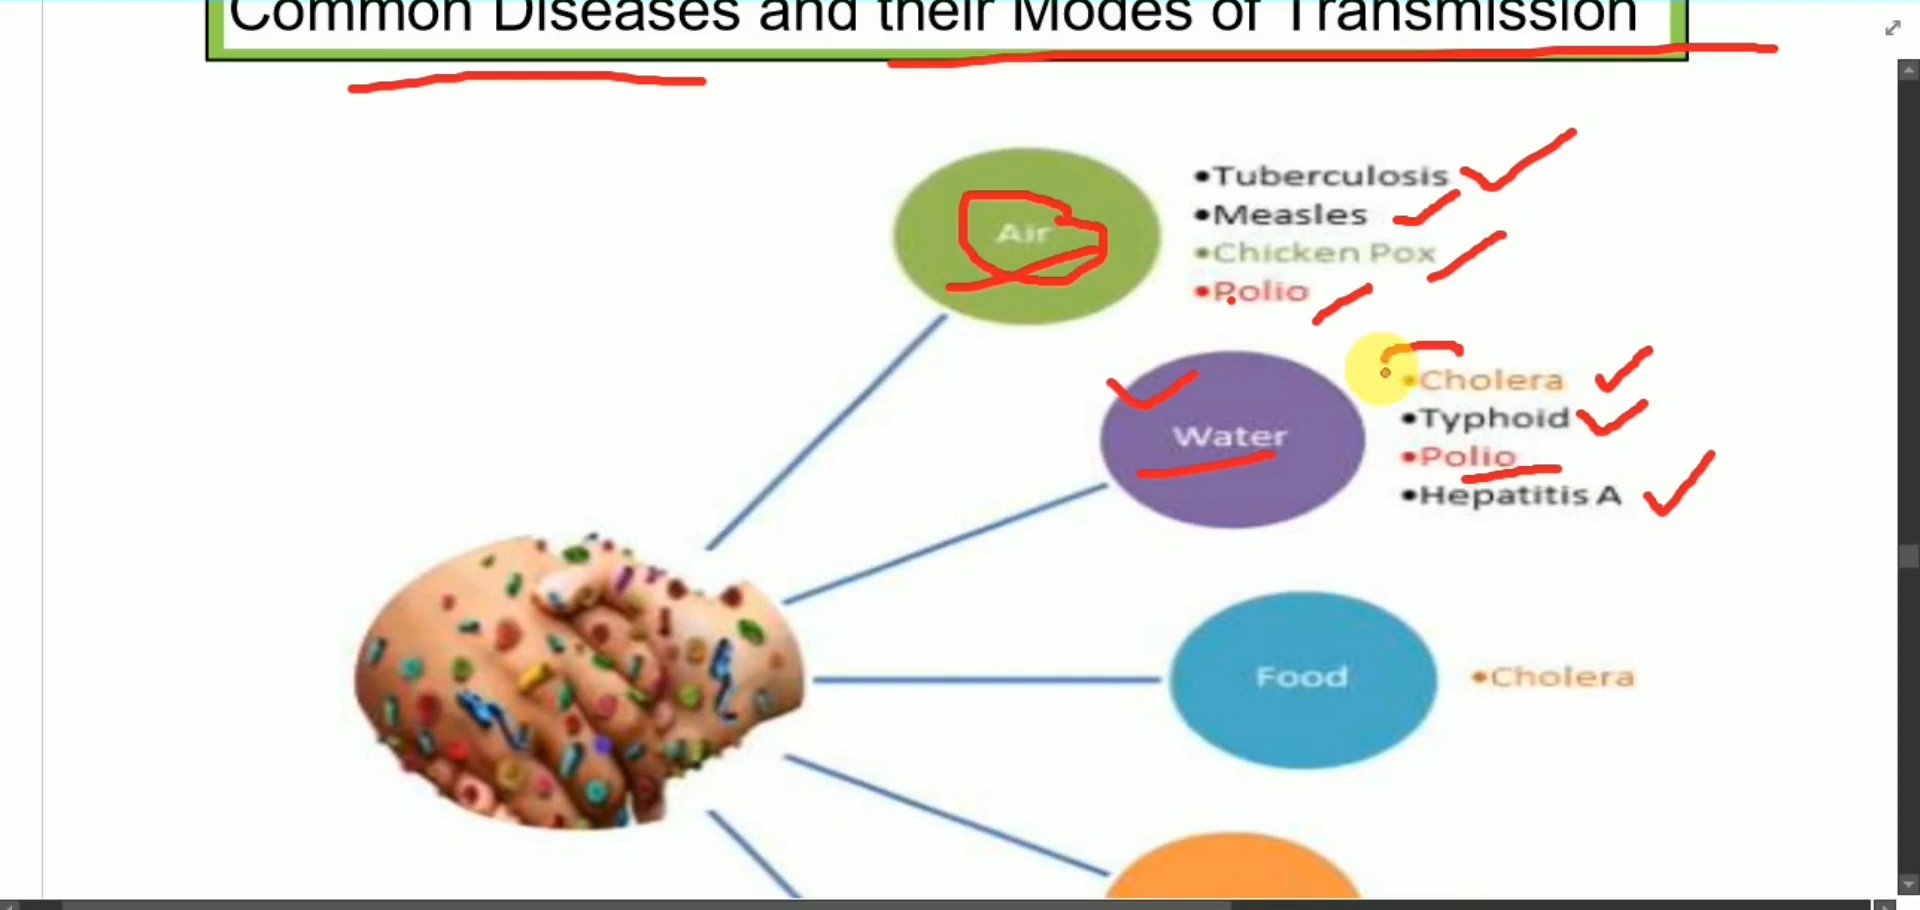 Common Diseases and their Modes of Transmission
Air
•Tuberculosis
•Measles
•Chicken Pox
•Polio
Water
•Cholera
•Typhoid
•Polio
•Hepatitis A
Food
•Cholera